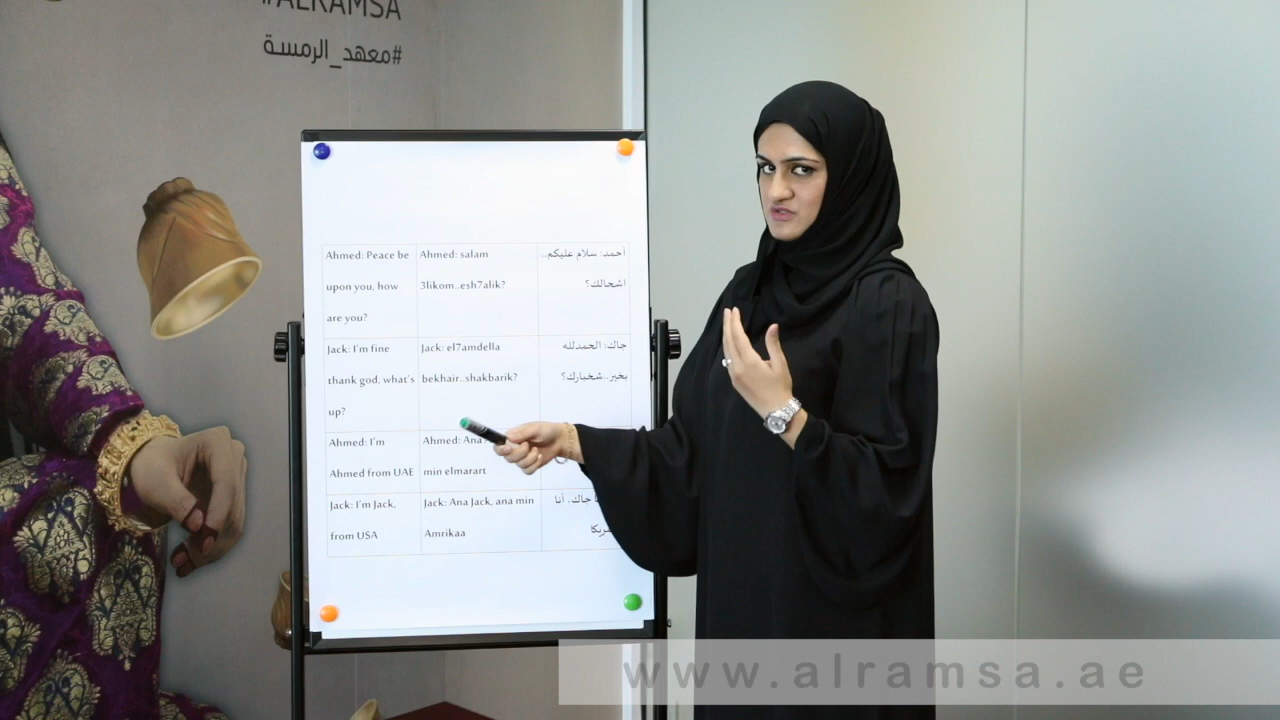 #ALRAMSA
#معهد_الرمسة
Ahmed: Peace be
upon you, how
are you?
Ahmed: salam
3likom..esh7alik?
أحمد: سلام عليكم..
اشحالك؟
Jack: I'm fine
thank god, what's
up?
Jack: el7amdella
bekhair..shakbarik?
جاك: الحمدلله
بخير..شخبارك؟
Ahmed: I'm
Ahmed from UAE
Ahmed: Ana
min elmarart
Jack: I'm Jack,
from USA
Jack: Ana Jack, ana min
Amrikaa
جاك. أنا
www.alramsa.ae